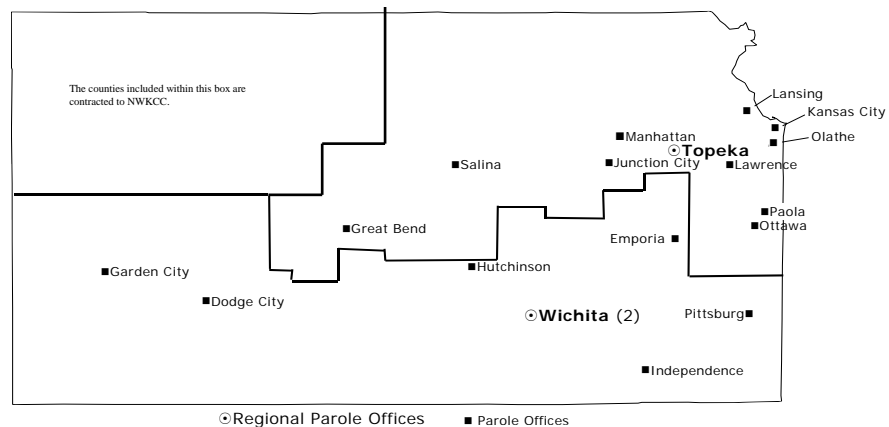 The counties included within this box are
contracted to NWKCC.
Lansing
Kansas City
Olathe
Manhattan
Topeka
Salina
Junction City
Lawrence
Paola
Great Bend
Ottawa
Emporia
Garden City
Hutchinson
Dodge City
Wichita (2)
Pittsburg
Independence
Regional Parole Offices
Parole Offices